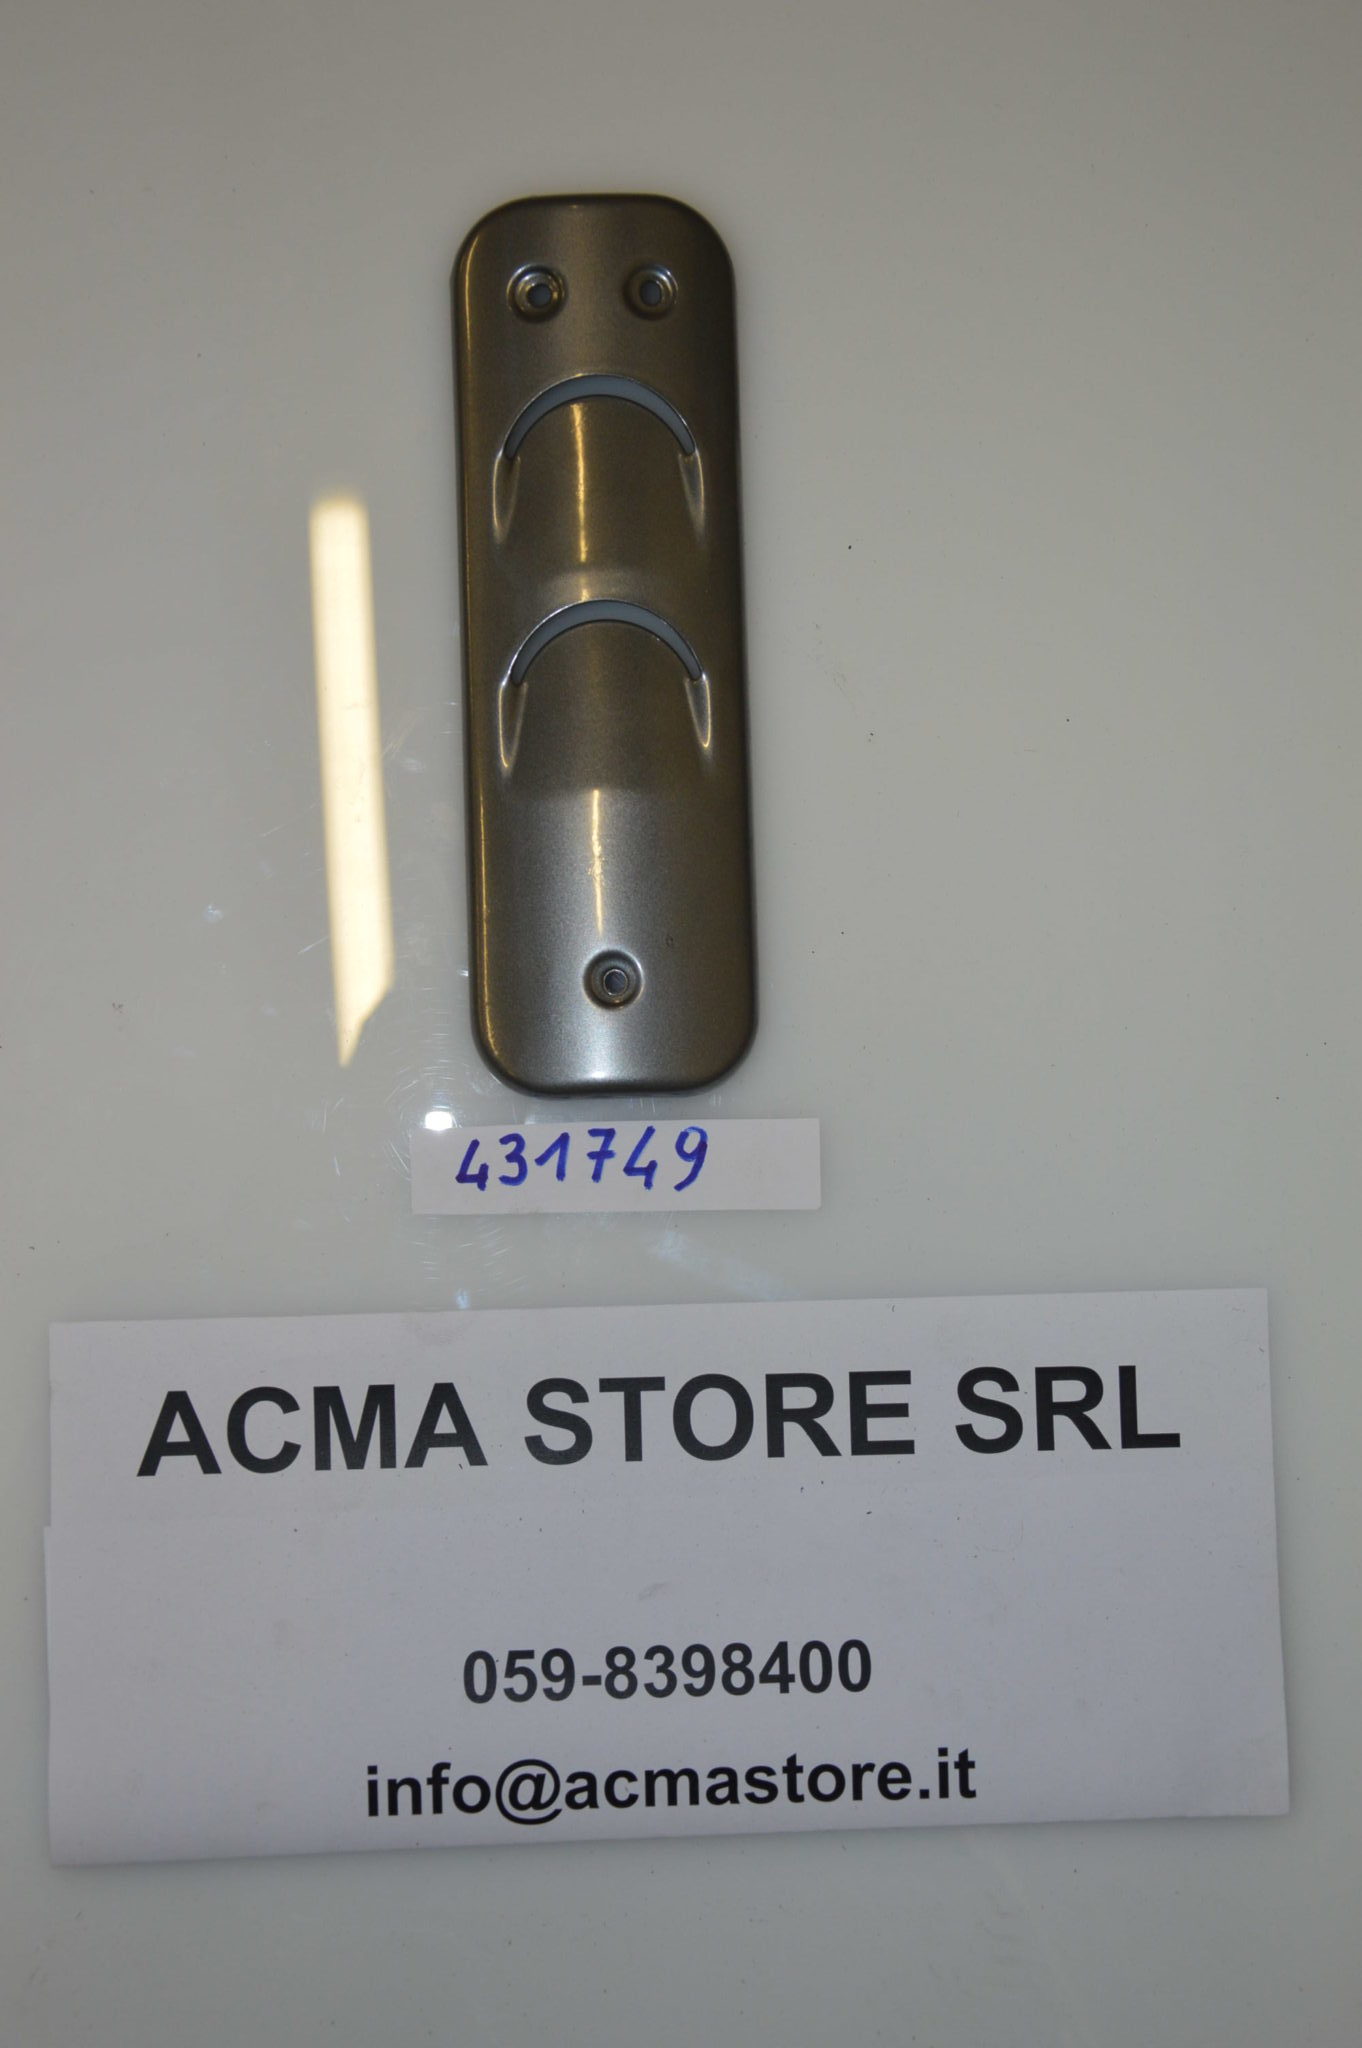 431749
ACMA STORE SRL
059-8398400
info@acmastore.it